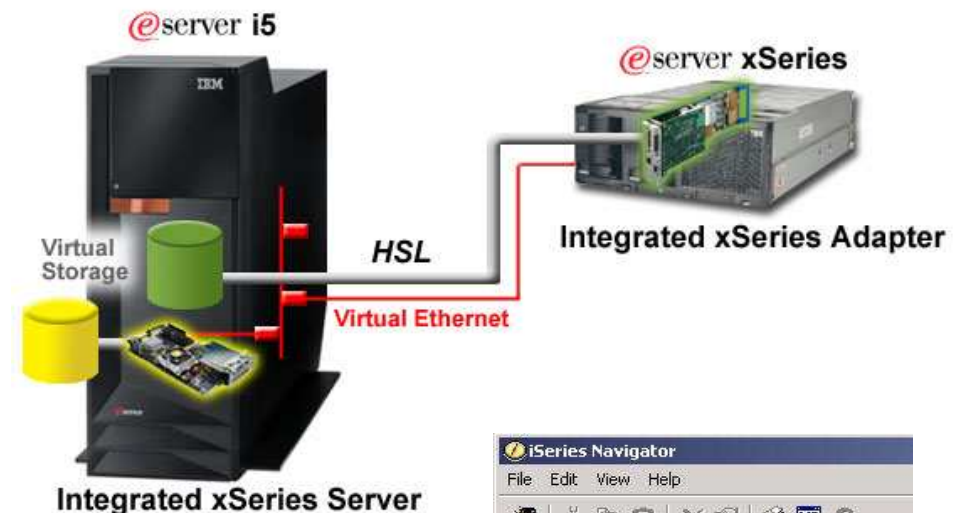 eserver i5
IBM
eserver xSeries
Integrated xSeries Adapter
Virtual
Storage
HSL
Virtual Ethernet
Integrated xSeries Server
iSeries Navigator
File Edit View Help